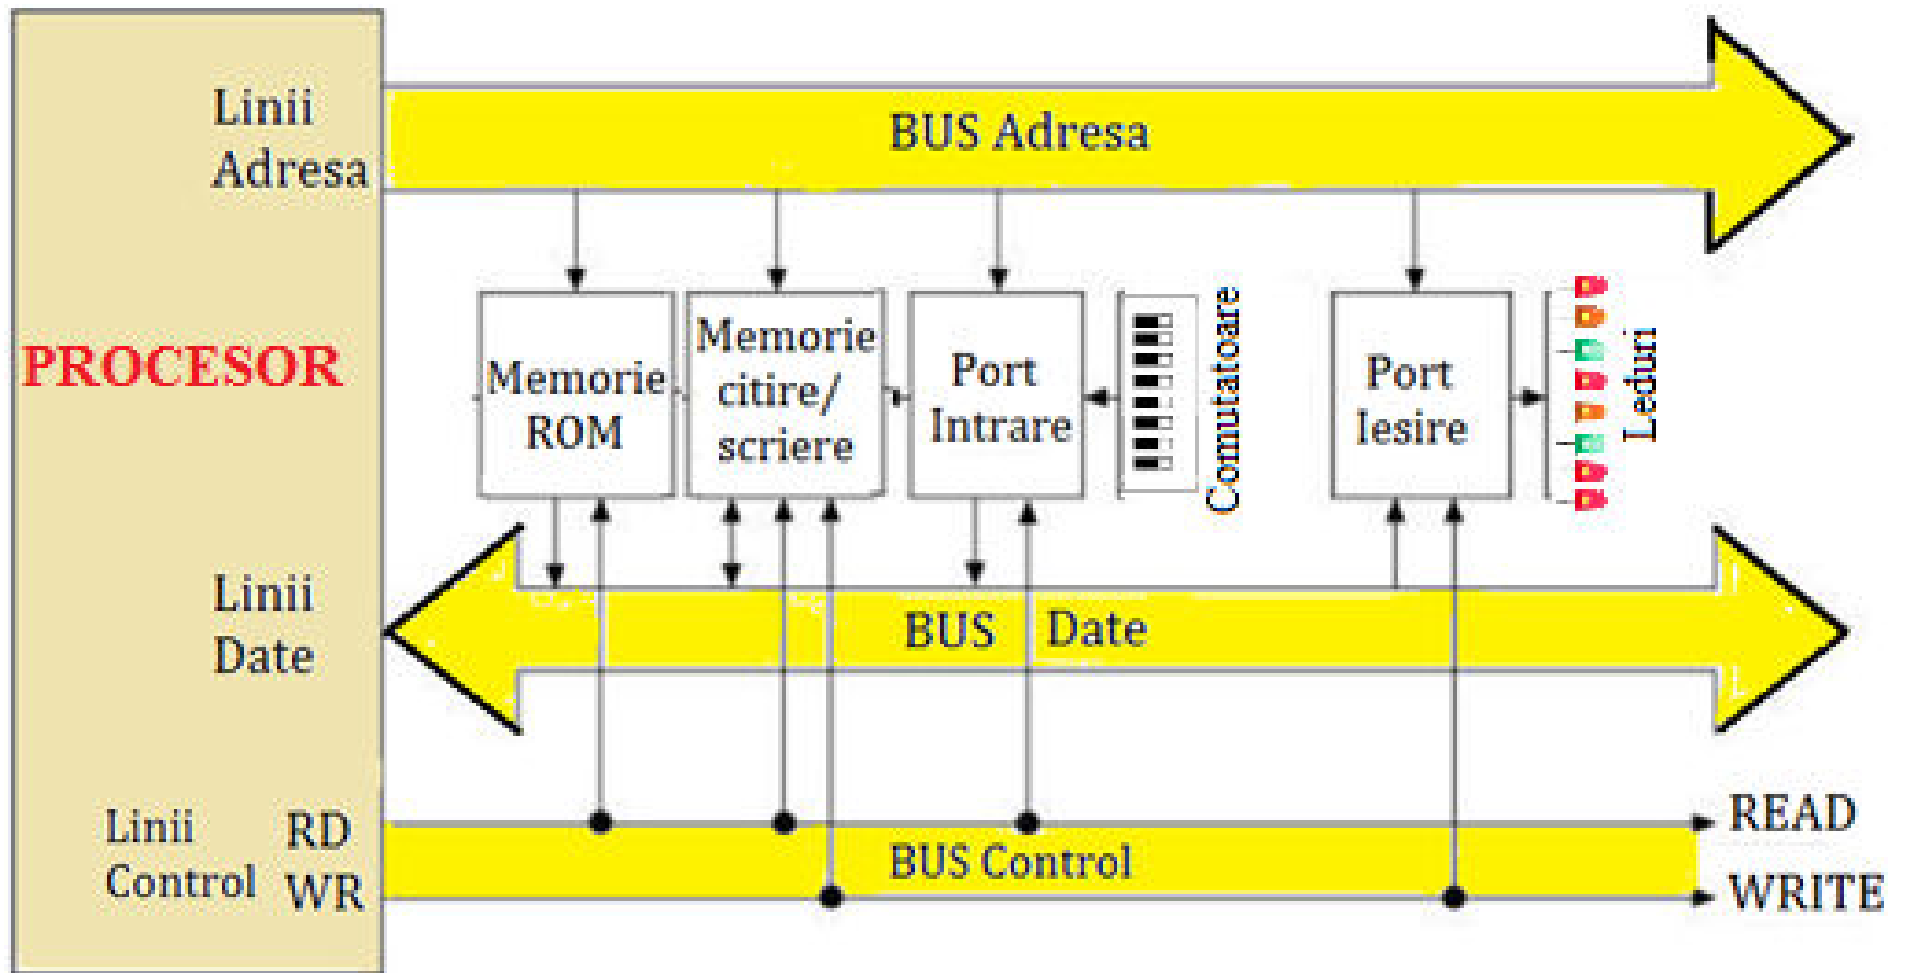 Linii
Adresa
BUS Adresa
PROCESOR
Memorie
ROM
Memorie
citire/
scriere
Port
Intrare
Comutatoare
Port
Iesire
Leduri
Linii
Date
BUS Date
Linii
Control
RD
WR
BUS Control
READ
WRITE